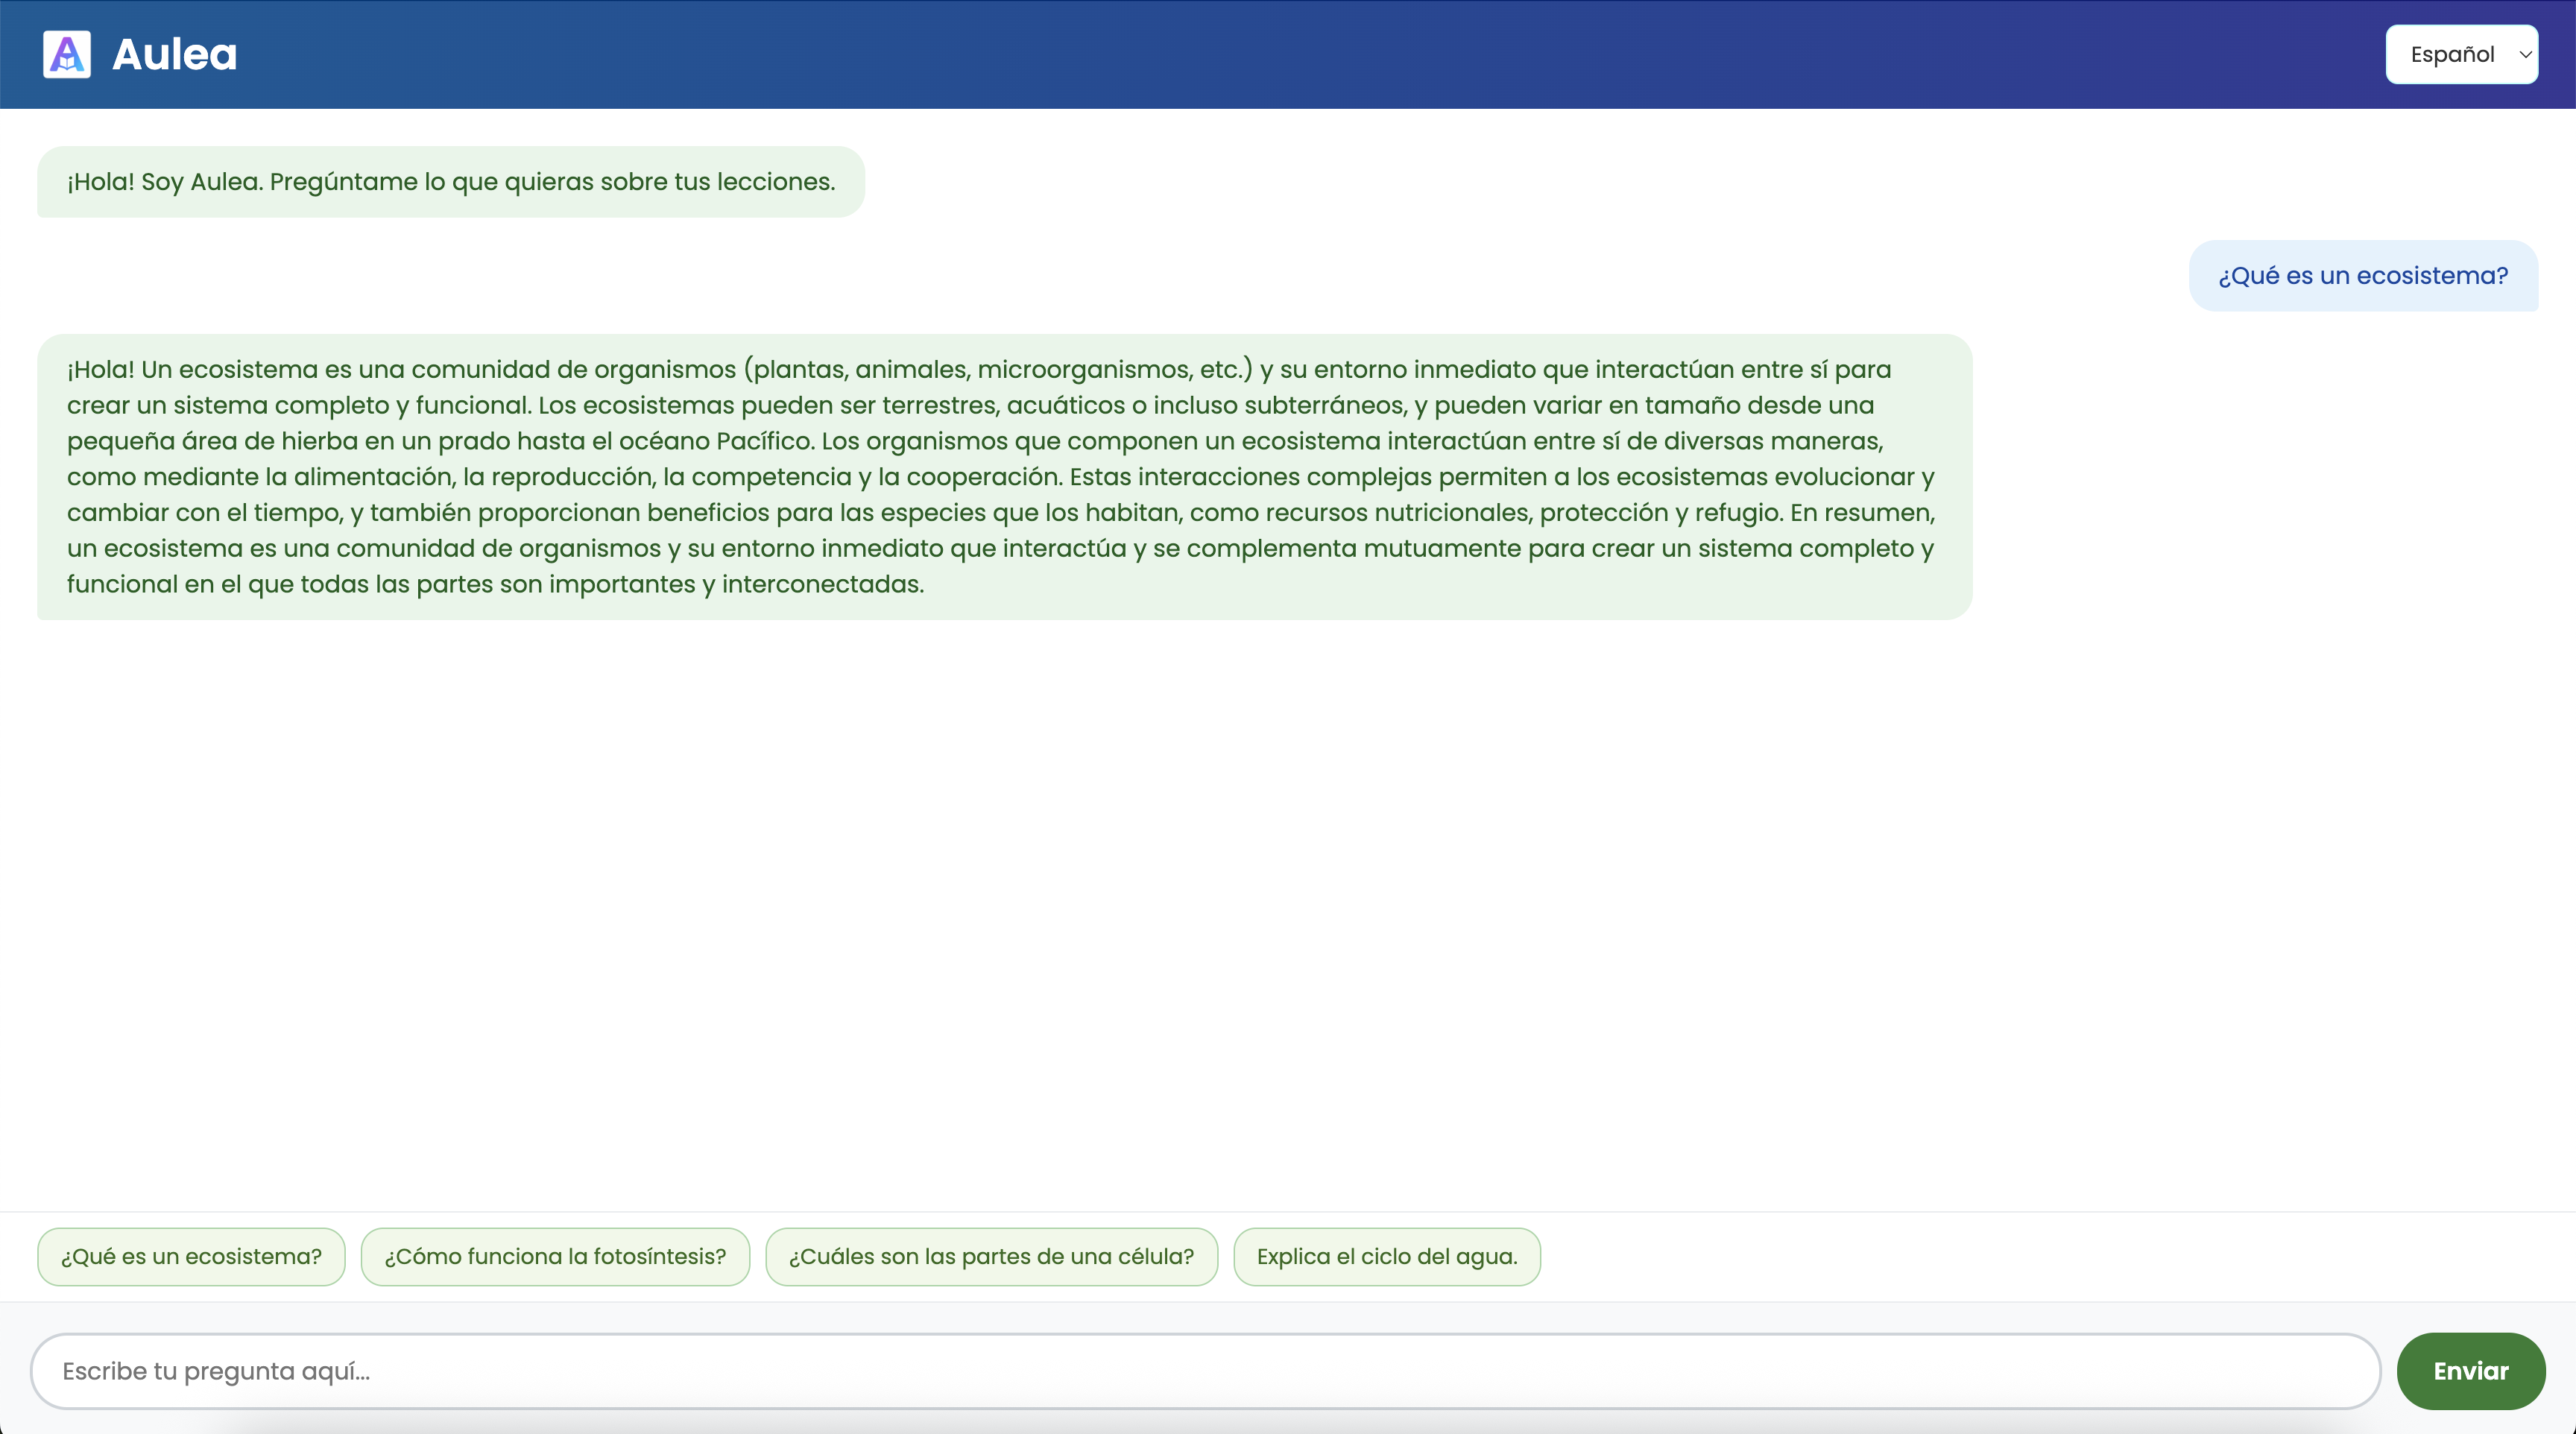 Aulea
Español
¡Hola! Soy Aulea. Pregúntame lo que quieras sobre tus lecciones.
¿Qué es un ecosistema?
¡Hola! Un ecosistema es una comunidad de organismos (plantas, animales, microorganismos, etc.) y su entorno inmediato que interactúan entre sí para
crear un sistema completo y funcional. Los ecosistemas pueden ser terrestres, acuáticos o incluso subterráneos, y pueden variar en tamaño desde una
pequeña área de hierba en un prado hasta el océano Pacífico. Los organismos que componen un ecosistema interactúan entre sí de diversas maneras,
como mediante la alimentación, la reproducción, la competencia y la cooperación. Estas interacciones complejas permiten a los ecosistemas evolucionar y
cambiar con el tiempo, y también proporcionan beneficios para las especies que los habitan, como recursos nutricionales, protección y refugio. En resumen,
un ecosistema es una comunidad de organismos y su entorno inmediato que interactúa y se complementa mutuamente para crear un sistema completo y
funcional en el que todas las partes son importantes y interconectadas.
¿Qué es un ecosistema?
¿Cómo funciona la fotosíntesis?
¿Cuáles son las partes de una célula?
Explica el ciclo del agua.
Escribe tu pregunta aquí...
Enviar